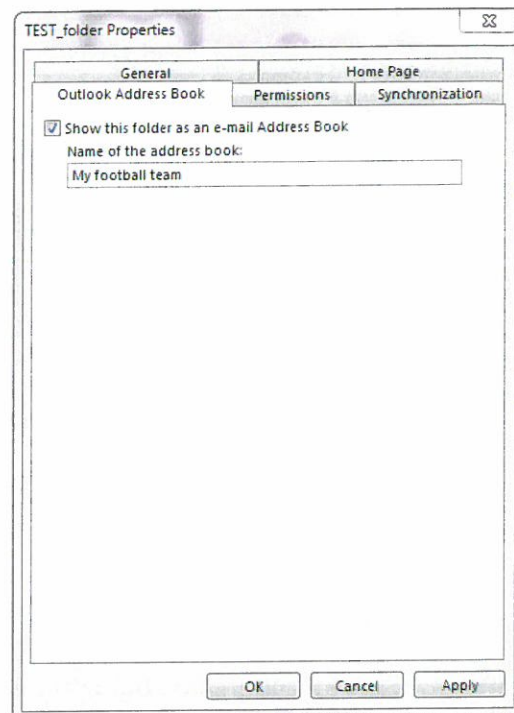 TEST_folder Properties
General Home Page
Outlook Address Book Permissions Synchronization
Show this folder as an e-mail Address Book
Name of the address book:
My football team
OK Cancel Apply